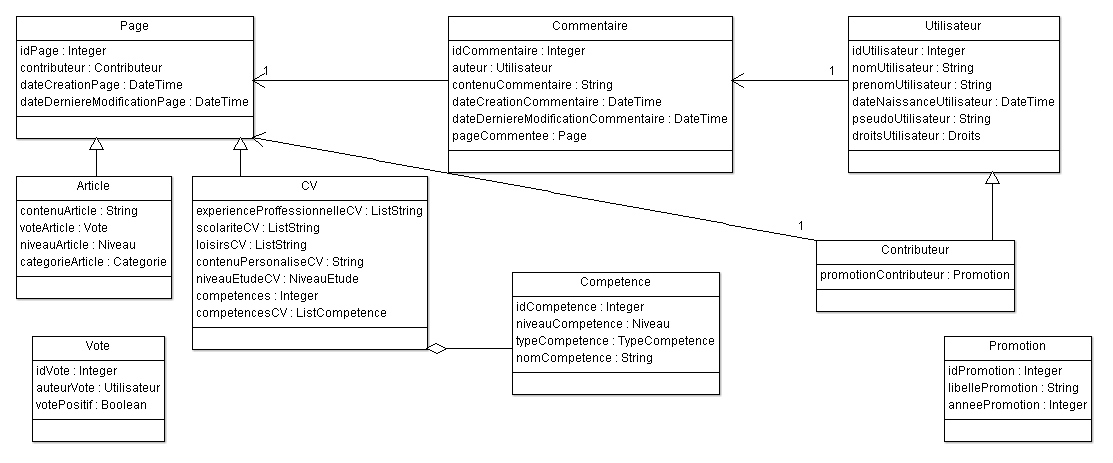 Page
idPage : Integer
contributeur : Contributeur
dateCreationPage : DateTime
dateDerniereModificationPage : DateTime
1
Commentaire
idCommentaire : Integer
auteur : Utilisateur
contenuCommentaire : String
dateCreationCommentaire : DateTime
dateDerniereModificationCommentaire : DateTime
pageCommentee : Page
1
Utilisateur
idUtilisateur : Integer
nomUtilisateur : String
prenomUtilisateur : String
dateNaissanceUtilisateur : DateTime
pseudoUtilisateur : String
droitsUtilisateur : Droits
Article
contenuArticle : String
voteArticle : Vote
niveauArticle : Niveau
categorieArticle : Categorie
CV
experienceProffessionnelleCV : ListString
scolariteCV : ListString
loisirsCV : ListString
contenuPersonaliseCV : String
niveauEtudeCV : NiveauEtude
competences : Integer
competencesCV : ListCompetence
1
Contributeur
promotionContributeur : Promotion
Competence
idCompetence : Integer
niveauCompetence : Niveau
typeCompetence : TypeCompetence
nomCompetence : String
Vote
idVote : Integer
auteurVote : Utilisateur
votePositif : Boolean
Promotion
idPromotion : Integer
libellePromotion : String
anneePromotion : Integer